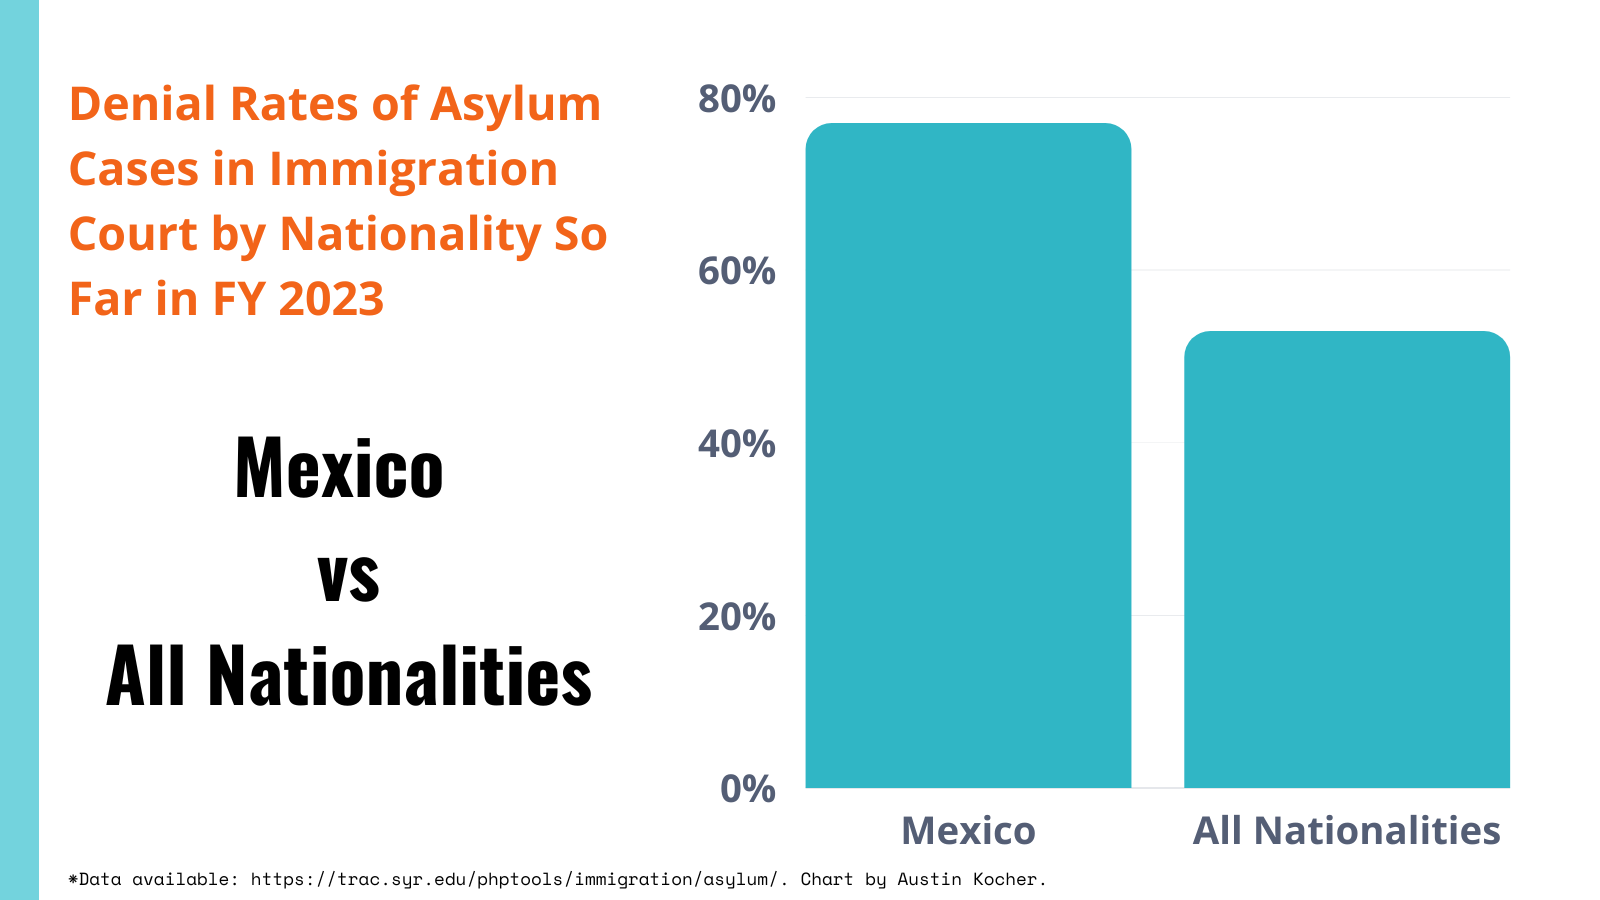 Denial Rates of Asylum
Cases in Immigration
Court by Nationality So
Far in FY 2023
Mexico
vs
All Nationalities
80%
60%
40%
20%
0%
Mexico
All Nationalities
*Data available: https://trac.syr.edu/phptools/immigration/asylum/. Chart by Austin Kocher.